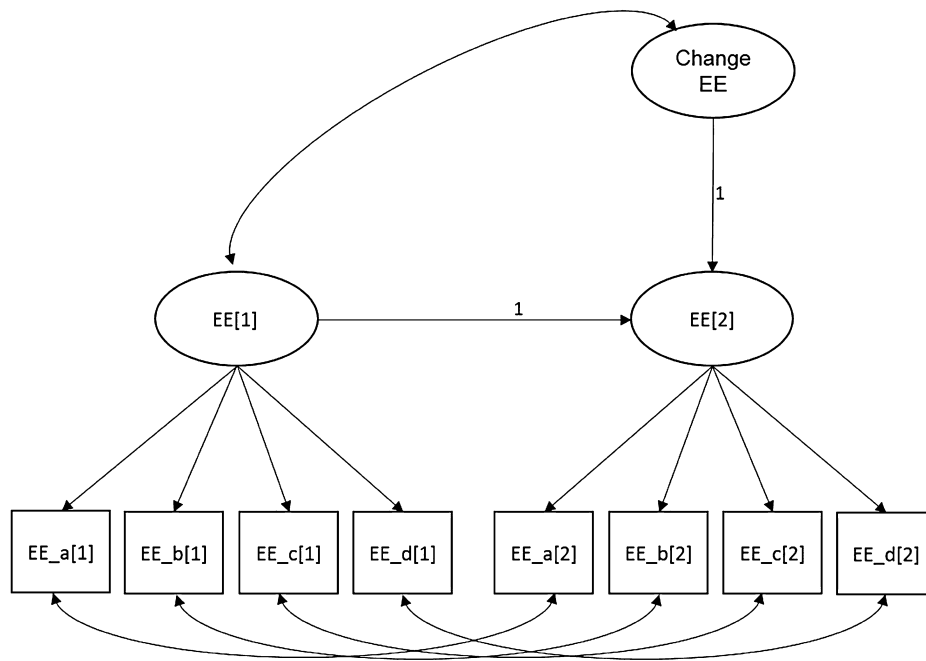 Change
EE
1
EE[1]
1
EE[2]
EE_a[1]
EE_b[1]
EE_c[1]
EE_d[1]
EE_a[2]
EE_b[2]
EE_c[2]
EE_d[2]